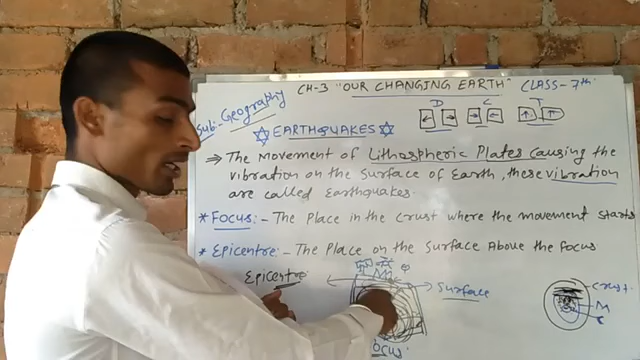 CH-3 "OUR CHANGING EARTH" CLASS-7th.
Sub: Geography
D C T
EARTHQUAKES
⇒ The Movement of Lithospheric Plates causing the
vibration on the surface of Earth, these vibration
are called Earthquakes.
* Focus:- The Place in the Crust where the movement starts
* Epicentre:- The Place on the Surface Above the Focus
Epicentre
Surface
ocus
Crust.
M
C